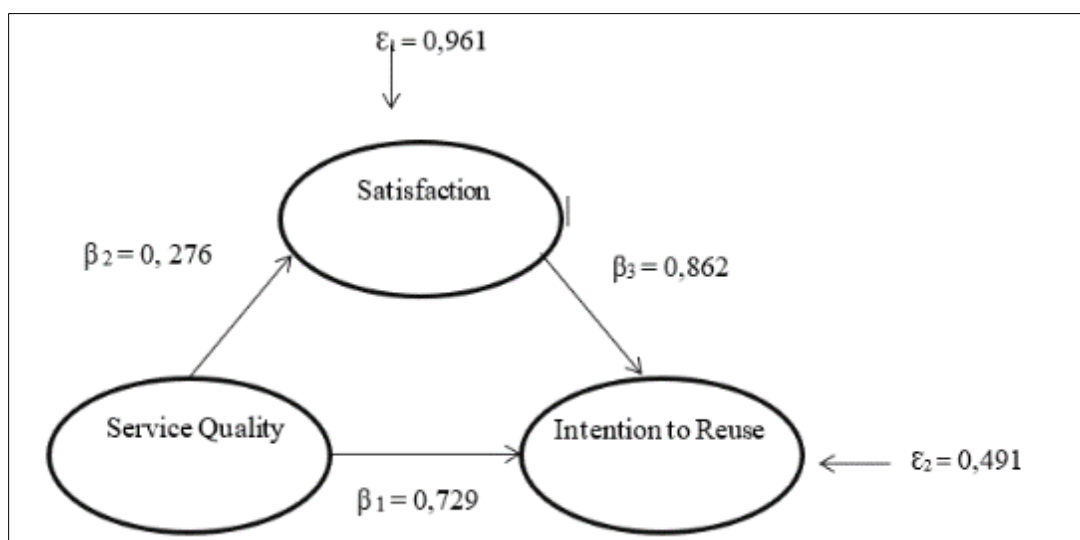 ε₁ = 0,961
Satisfaction
β₂ = 0, 276
β₃ = 0,862
Service Quality
Intention to Reuse
ε₂ = 0,491
β₁ = 0,729